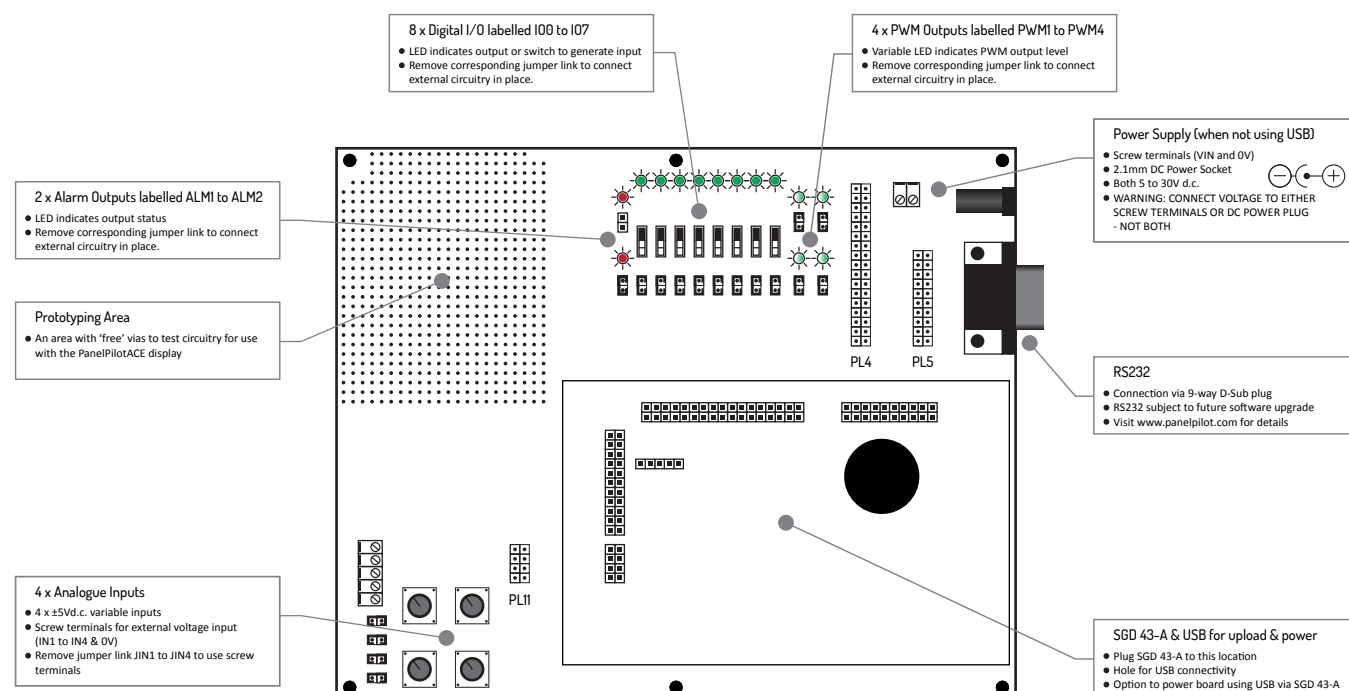 8 x Digital I/O labelled IO0 to IO7
● LED indicates output or switch to generate input
● Remove corresponding jumper link to connect
external circuitry in place.
4 x PWM Outputs labelled PWM1 to PWM4
● Variable LED indicates PWM output level
● Remove corresponding jumper link to connect
external circuitry in place.
Power Supply (when not using USB)
● Screw terminals (VIN and 0V)
● 2.1mm DC Power Socket
● Both 5 to 30V d.c.
● WARNING: CONNECT VOLTAGE TO EITHER
SCREW TERMINALS OR DC POWER PLUG
- NOT BOTH
2 x Alarm Outputs labelled ALM1 to ALM2
● LED indicates output status
● Remove corresponding jumper link to connect
external circuitry in place.
Prototyping Area
● An area with ‘free’ vias to test circuitry for use
with the PanelPilotACE display
PL4
PL5
RS232
● Connection via 9-way D-Sub plug
● RS232 subject to future software upgrade
● Visit www.panelpilot.com for details
4 x Analogue Inputs
● 4 x ±5Vd.c. variable inputs
● Screw terminals for external voltage input
(IN1 to IN4 & 0V)
● Remove jumper link JIN1 to JIN4 to use screw
terminals
PL11
SGD 43-A & USB for upload & power
● Plug SGD 43-A to this location
● Hole for USB connectivity
● Option to power board using USB via SGD 43-A